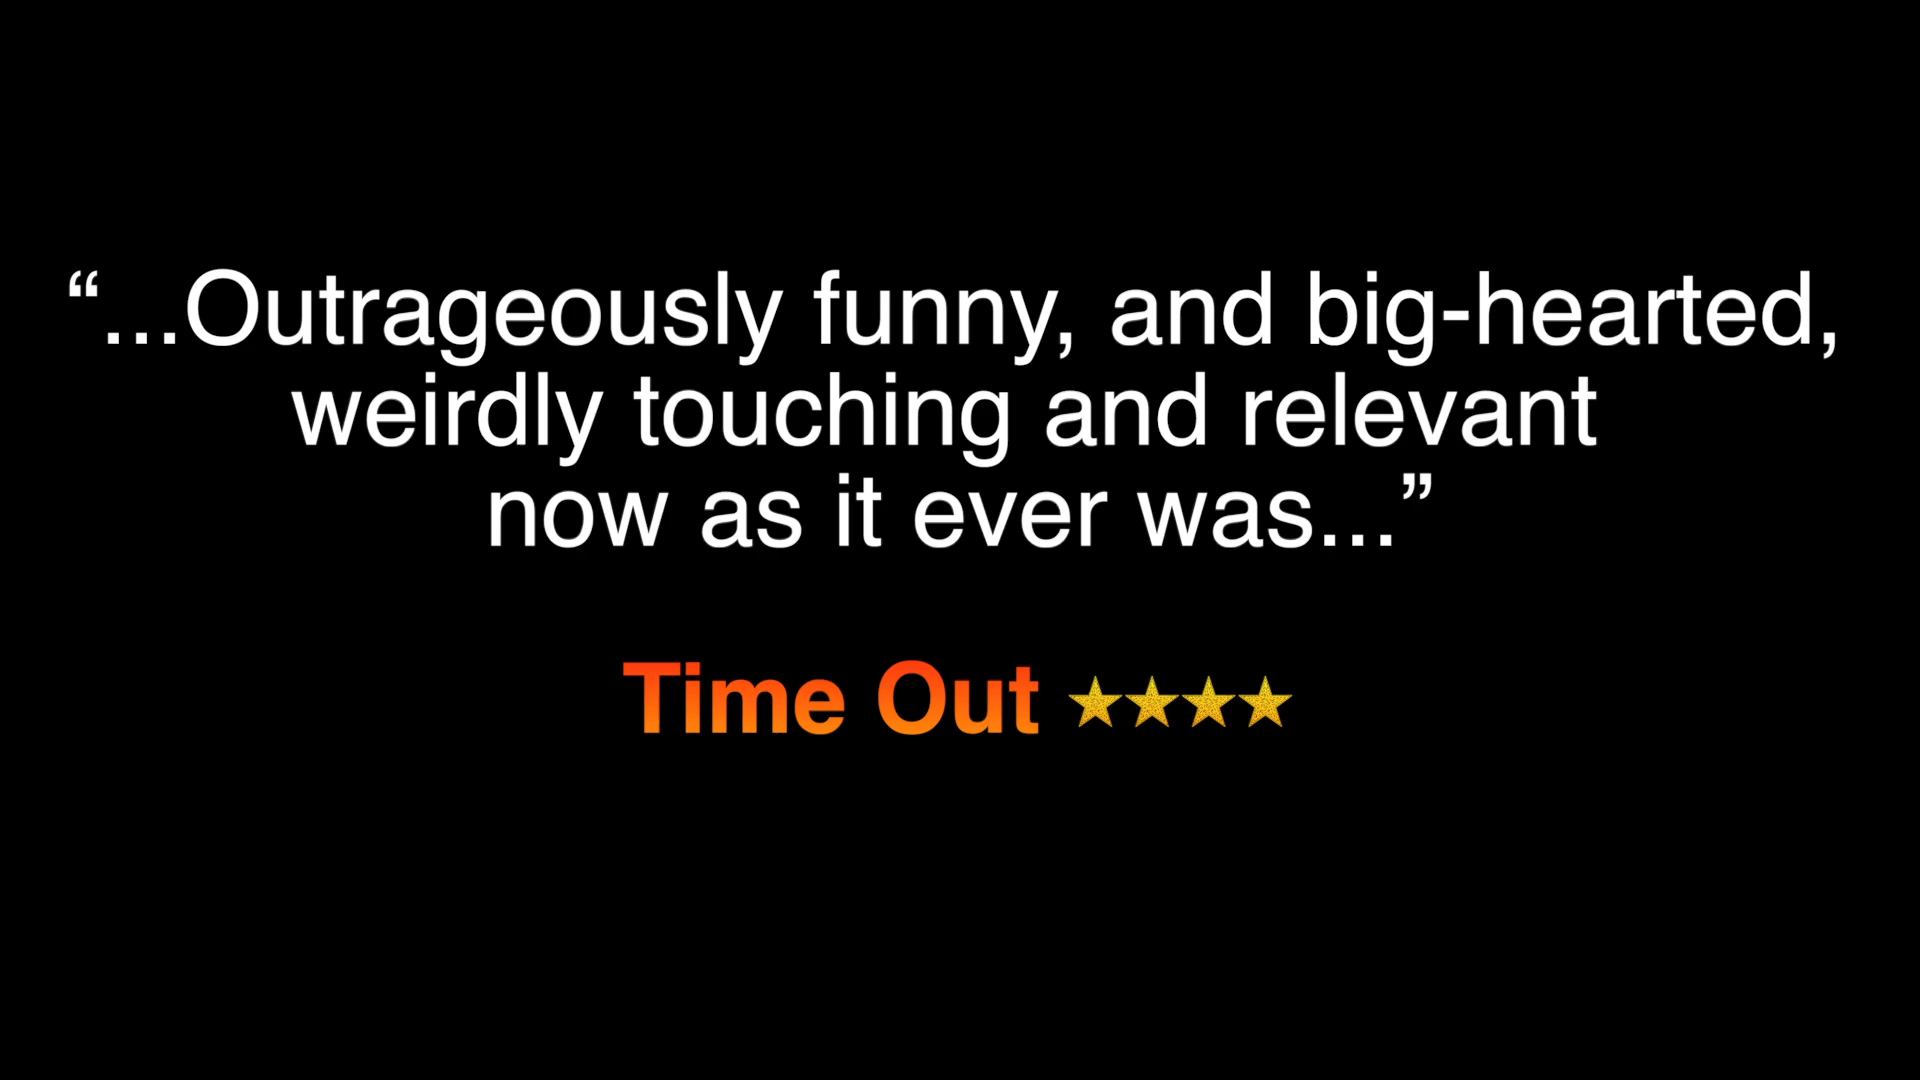 “...Outrageously funny, and big-hearted,
weirdly touching and relevant
now as it ever was...”
Time Out ★★★★